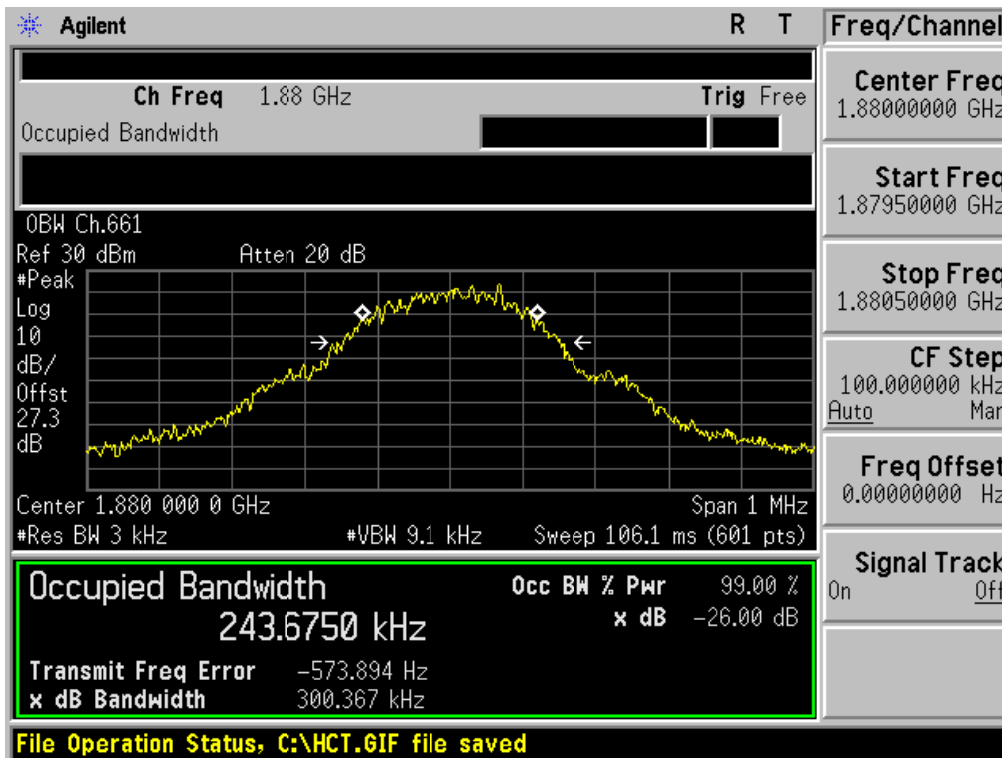 Agilent R T Freq/Channel
Ch Freq 1.88 GHz Trig Free
Occupied Bandwidth
Center Freq
1.88000000 GHz
Start Freq
1.87950000 GHz
Stop Freq
1.88050000 GHz
CF Step
100.000000 kHz
Auto Man
Freq Offset
0.00000000 Hz
Signal Track
On Off
OBW Ch.661
Ref 30 dBm Atten 20 dB
#Peak
Log
10
dB/
Offst
27.3
dB
Center 1.880 000 0 GHz Span 1 MHz
#Res BW 3 kHz #VBW 9.1 kHz Sweep 106.1 ms (601 pts)
Occupied Bandwidth Occ BW % Pwr 99.00 %
243.6750 kHz x dB -26.00 dB
Transmit Freq Error -573.894 Hz
x dB Bandwidth 300.367 kHz
File Operation Status, C:\HCT.GIF file saved